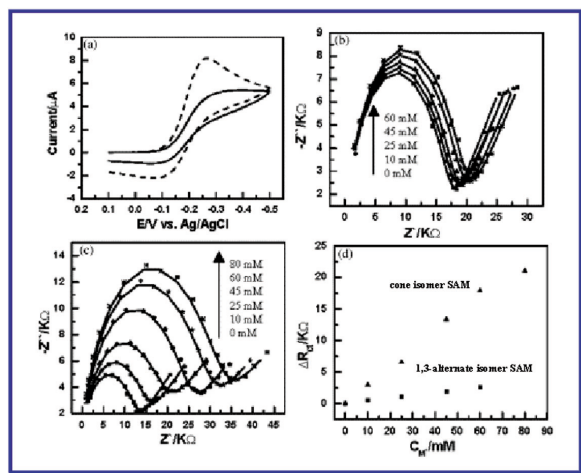 (a)
Current/μA
8
6
4
2
0
-2
-4
0.2 0.1 0.0 -0.1 -0.2 -0.3 -0.4 -0.5
E/V vs. Ag/AgCl
(b)
-Z``/KΩ
9
8
7
6
5
4
3
2
60 mM
45 mM
25 mM
10 mM
0 mM
0 5 10 15 20 25 30
Z`/KΩ
(c)
-Z``/KΩ
14
12
10
8
6
4
2
80 mM
60 mM
45 mM
25 mM
10 mM
0 mM
0 5 10 15 20 25 30 35 40 45
Z`/KΩ
(d)
ΔRct/KΩ
25
20
15
10
5
0
cone isomer SAM
1,3-alternate isomer SAM
0 10 20 30 40 50 60 70 80
/mM